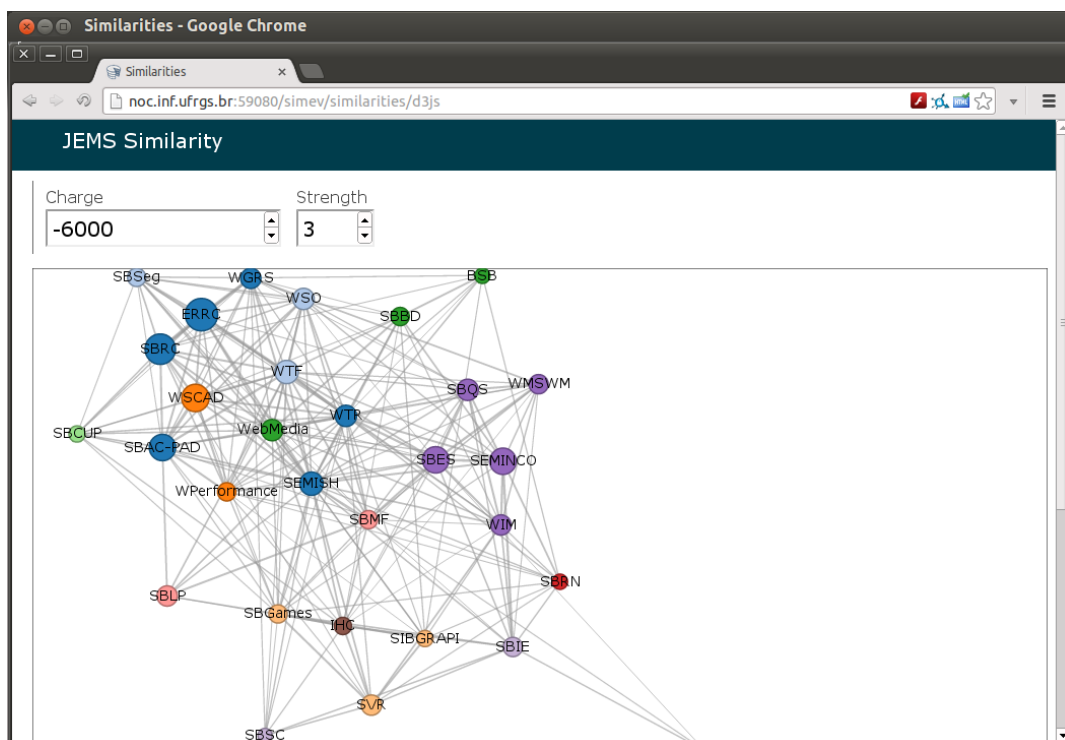 Similarities - Google Chrome
Similarities
noc.inf.ufrgs.br:59080/simev/similarities/d3js
JEMS Similarity
Charge Strength
-6000 3
SBSeg WGRS BSB
WSO
ERRC SBBD
SBRC
WTF
WSCAD SBQS WMSWM
WTR
SBCUP WebMedia
SBAC-PAD
SBES SEMINCO
WPerformance SEMISH
SBMF WIM
SBRN
SBLP
SBGames IHC
SIBGRAPI SBIE
SVR
SBSC